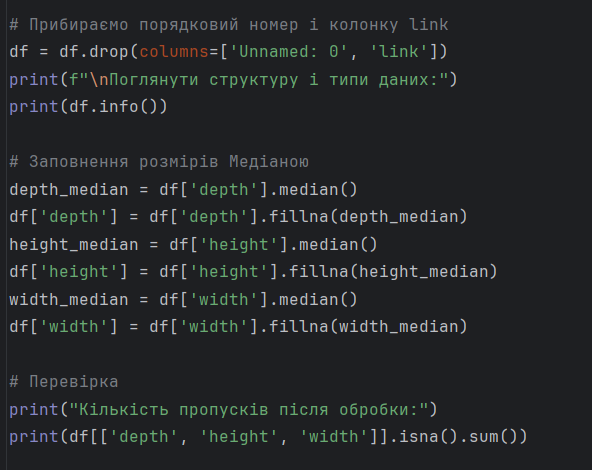 # Прибираємо порядковий номер і колонку link
df = df.drop(columns=['Unnamed: 0', 'link'])
print(f"\nПоглянути структуру і типи даних:")
print(df.info())
# Заповнення розмірів Медіаною
depth_median = df['depth'].median()
df['depth'] = df['depth'].fillna(depth_median)
height_median = df['height'].median()
df['height'] = df['height'].fillna(height_median)
width_median = df['width'].median()
df['width'] = df['width'].fillna(width_median)
# Перевірка
print("Кількість пропусків після обробки:")
print(df[['depth', 'height', 'width']].isna().sum())